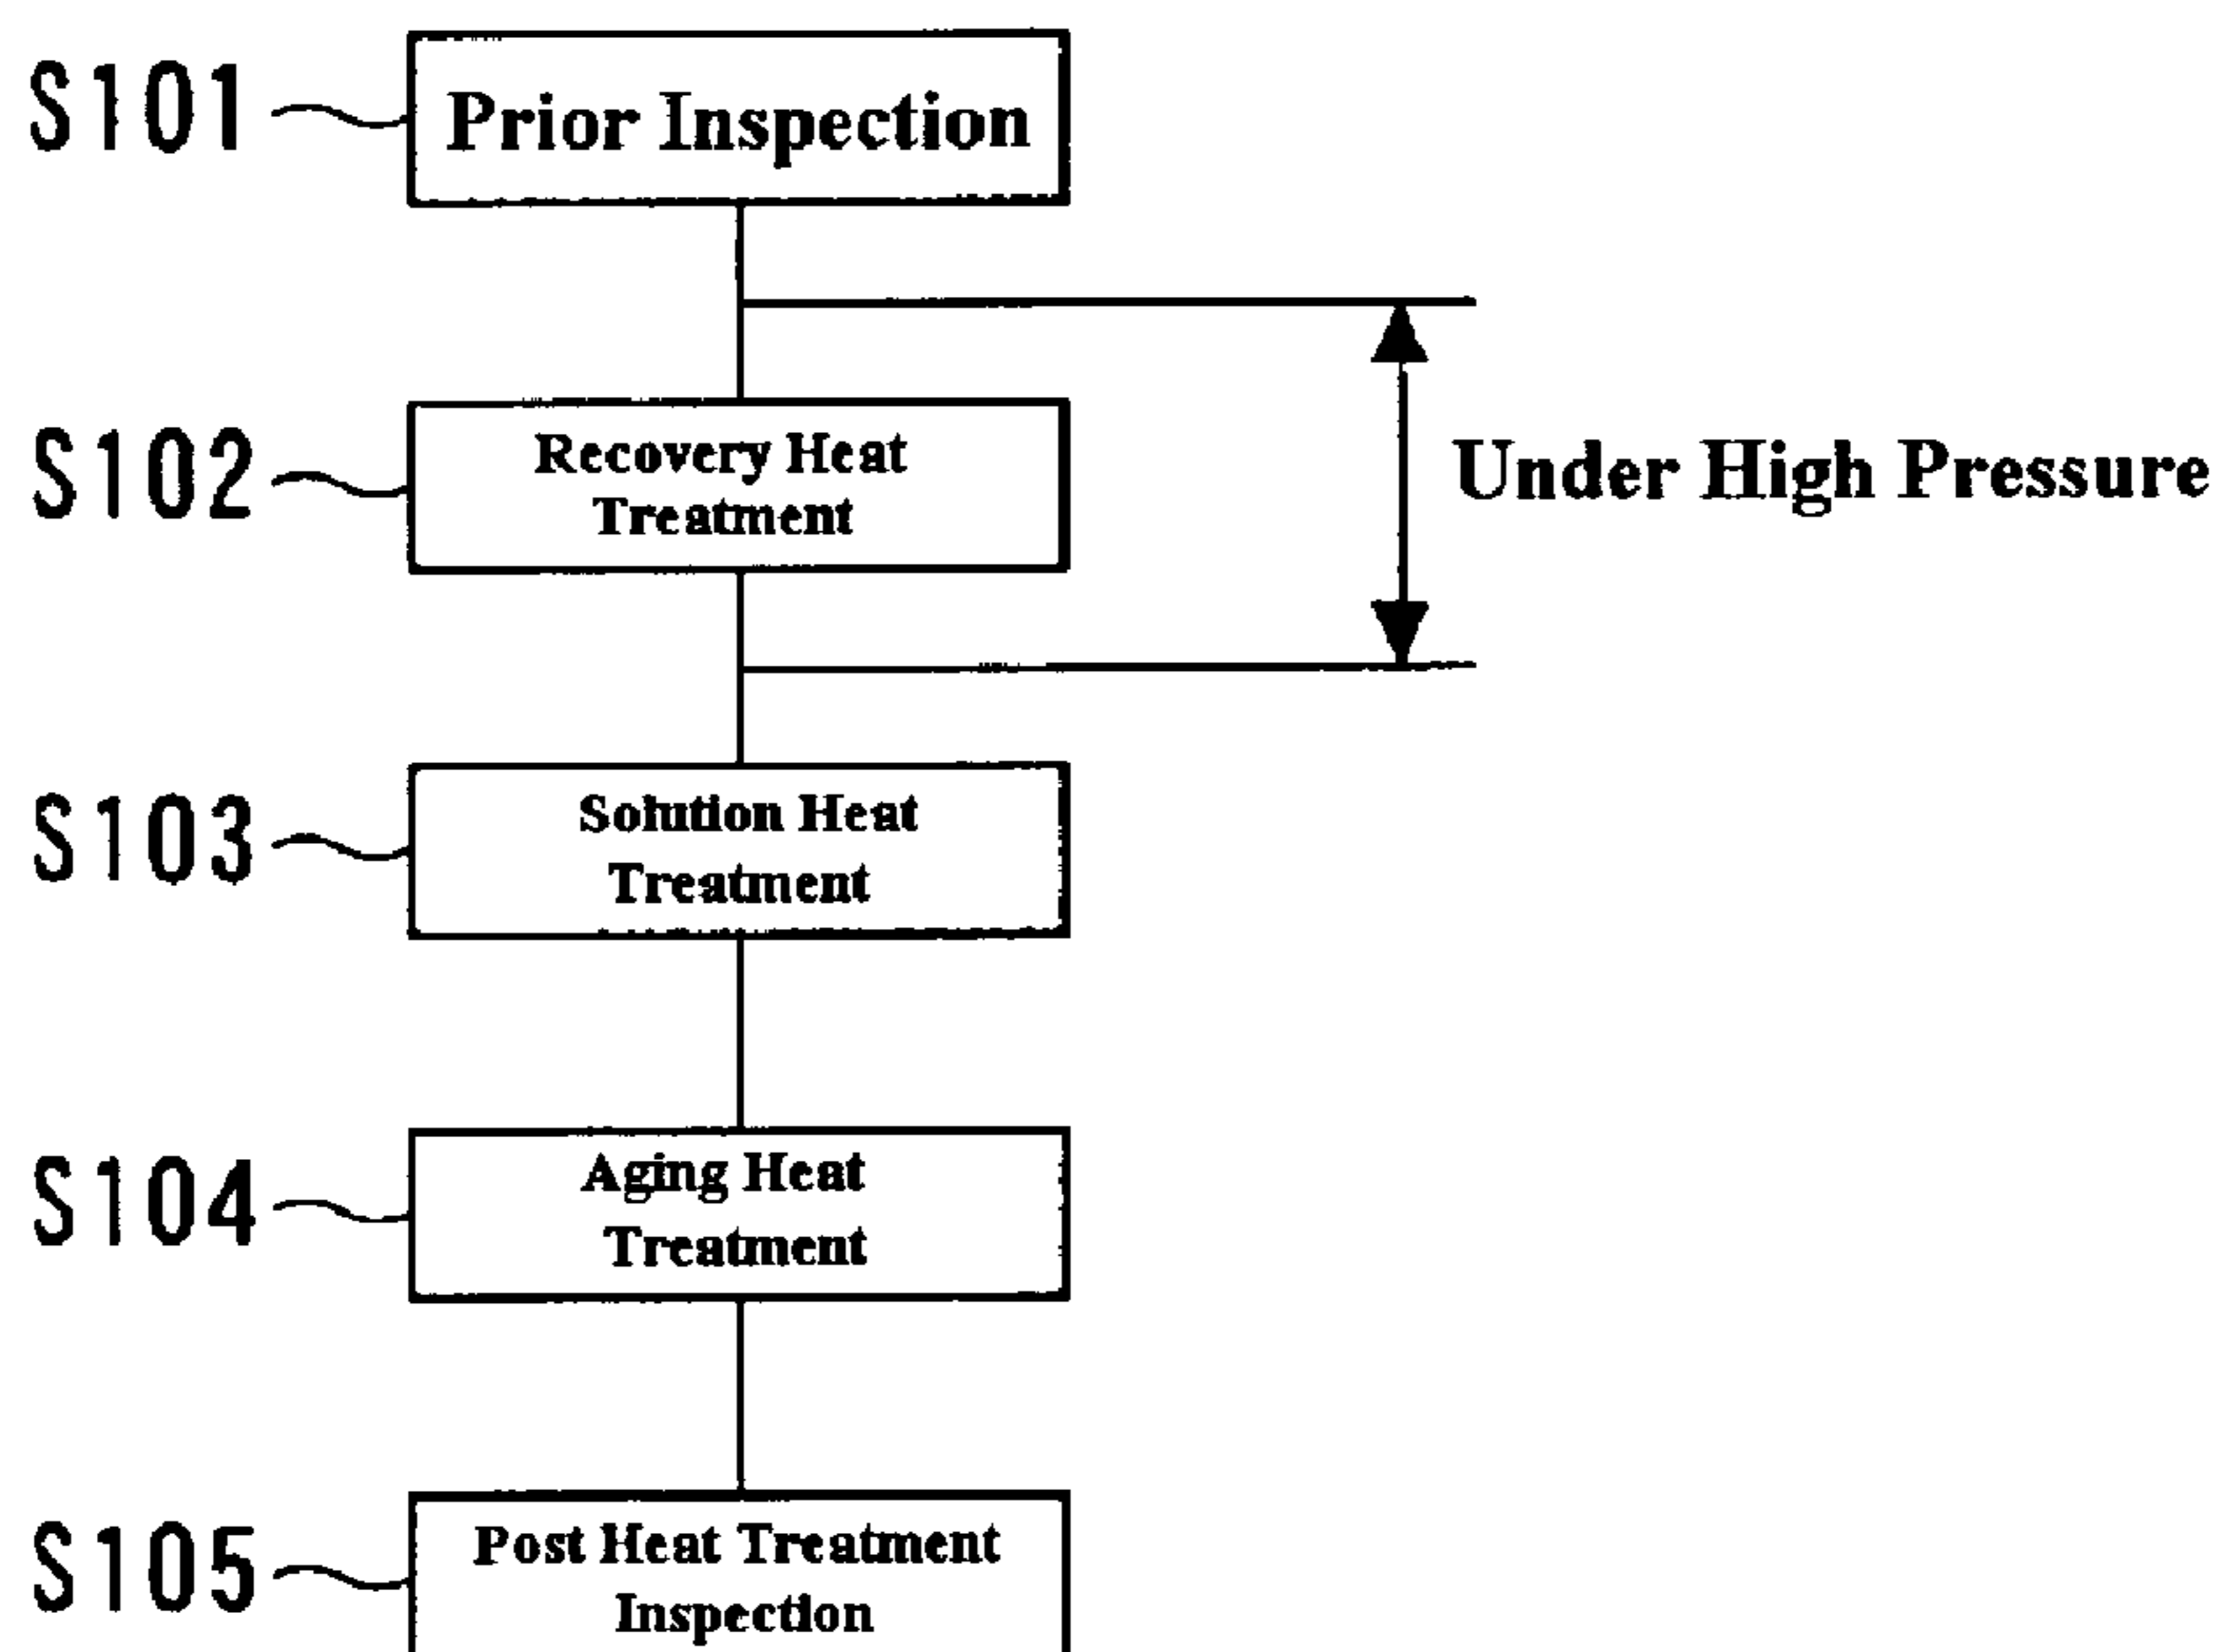 S101
Prior Inspection
S102
Recovery Heat
Treatment
Under High Pressure
S103
Solution Heat
Treatment
S104
Aging Heat
Treatment
S105
Post Heat Treatment
Inspection